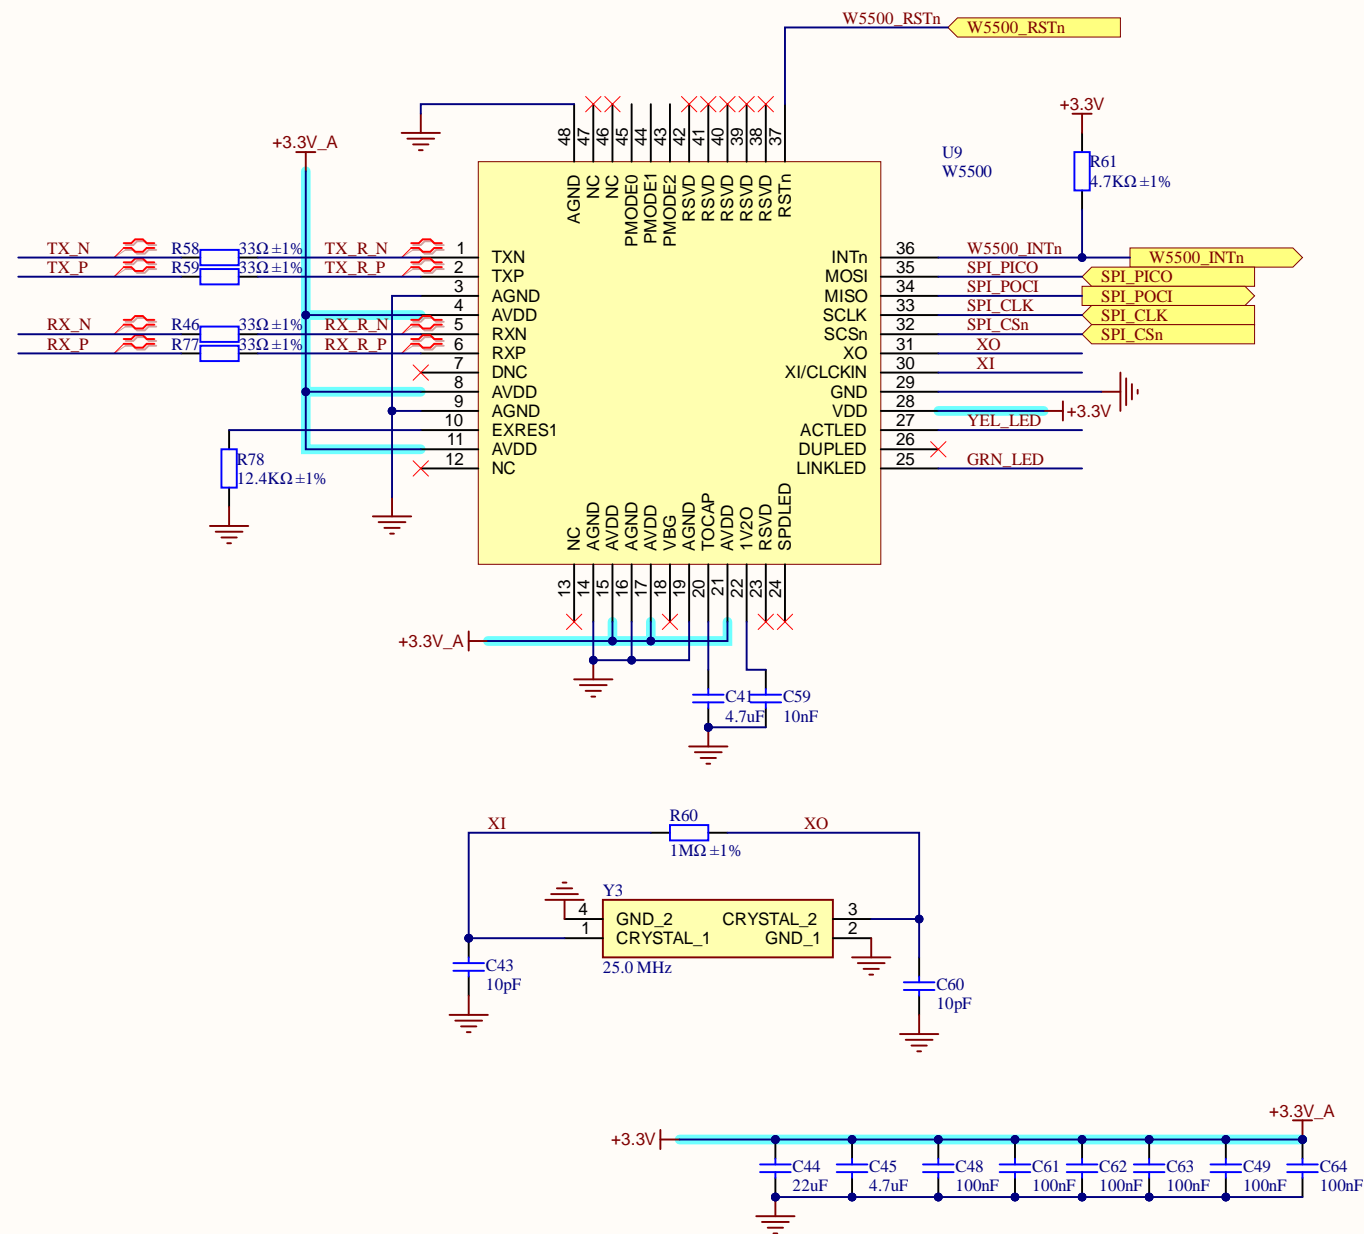 W5500_RSTn
W5500_RSTn
+3.3V
+3.3V_A
48
47
46
45
44
43
42
41
40
39
38
37
U9
W5500
R61
4.7KΩ ±1%
AGND
NC
NC
PMODE0
PMODE1
PMODE2
RSVD
RSVD
RSVD
RSVD
RSVD
RSTn
TX_N
R58
33Ω ±1%
TX_R_N
1
TXN
INTn
36
W5500_INTn
W5500_INTn
TX_P
R59
33Ω ±1%
TX_R_P
2
TXP
MOSI
35
SPI_PICO
SPI_PICO
3
AGND
MISO
34
SPI_POCI
SPI_POCI
4
AVDD
SCLK
33
SPI_CLK
SPI_CLK
RX_N
R46
33Ω ±1%
RX_R_N
5
RXN
SCSn
32
SPI_CSn
SPI_CSn
RX_P
R77
33Ω ±1%
RX_R_P
6
RXP
XO
31
XO
7
DNC
XI/CLCKIN
30
XI
8
AVDD
GND
29
9
AGND
VDD
28
+3.3V
10
EXRES1
ACTLED
27
YEL_LED
11
AVDD
DUPLED
26
12
NC
LINKLED
25
GRN_LED
R78
12.4KΩ ±1%
NC
AGND
AVDD
AGND
AVDD
VBG
AGND
TOCAP
AVDD
1V2O
RSVD
SPDLED
13
14
15
16
17
18
19
20
21
22
23
24
+3.3V_A
C41
4.7uF
C59
10nF
XI
R60
1MΩ ±1%
XO
Y3
4
GND_2
CRYSTAL_2
3
1
CRYSTAL_1
GND_1
2
25.0 MHz
C43
10pF
C60
10pF
+3.3V_A
+3.3V
C44
22uF
C45
4.7uF
C48
100nF
C61
100nF
C62
100nF
C63
100nF
C49
100nF
C64
100nF